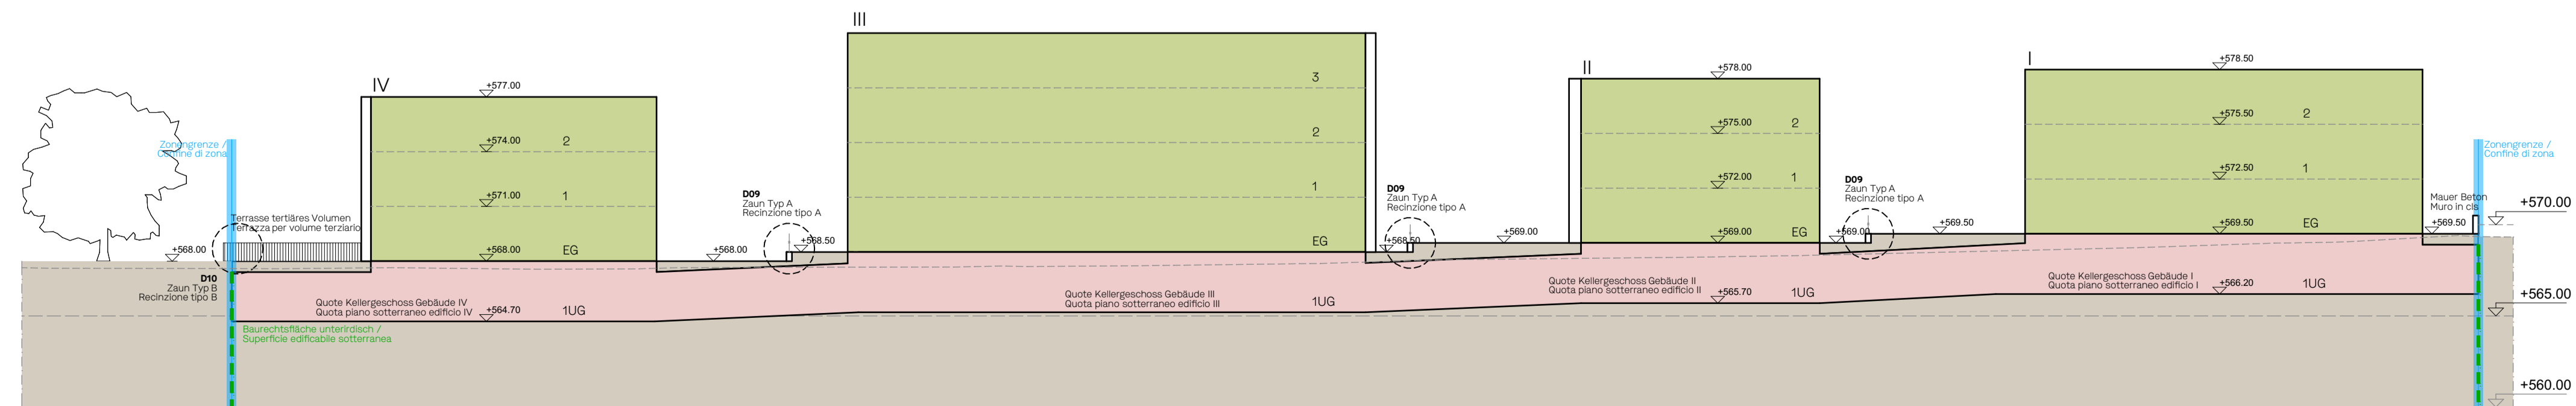 III
IV
+577.00
+574.00
2
+571.00
1
+568.00
EG
Zonengrenze /
Confine di zona
Terrasse tertiäres Volumen
Terrazza per volume terziario
+568.00
D10
Zaun Typ B
Recinzione tipo B
Quote Kellergeschoss Gebäude IV
Quota piano sotterraneo edificio IV
+564.70
1UG
Baurechtsfläche unterirdisch /
Superficie edificabile sotterranea
+568.00
D09
Zaun Typ A
Recinzione tipo A
+568.50
3
2
1
EG
Quote Kellergeschoss Gebäude III
Quota piano sotterraneo edificio III
1UG
D09
Zaun Typ A
Recinzione tipo A
+568.50
+569.00
II
+578.00
+575.00
2
+572.00
1
+569.00
EG
Quote Kellergeschoss Gebäude II
Quota piano sotterraneo edificio II
+565.70
1UG
D09
Zaun Typ A
Recinzione tipo A
+569.00
+569.50
I
+578.50
+575.50
2
+572.50
1
+569.50
EG
Quote Kellergeschoss Gebäude I
Quota piano sotterraneo edificio I
+566.20
1UG
Zonengrenze /
Confine di zona
Mauer Beton
Muro in cls
+569.50
+570.00
+565.00
+560.00